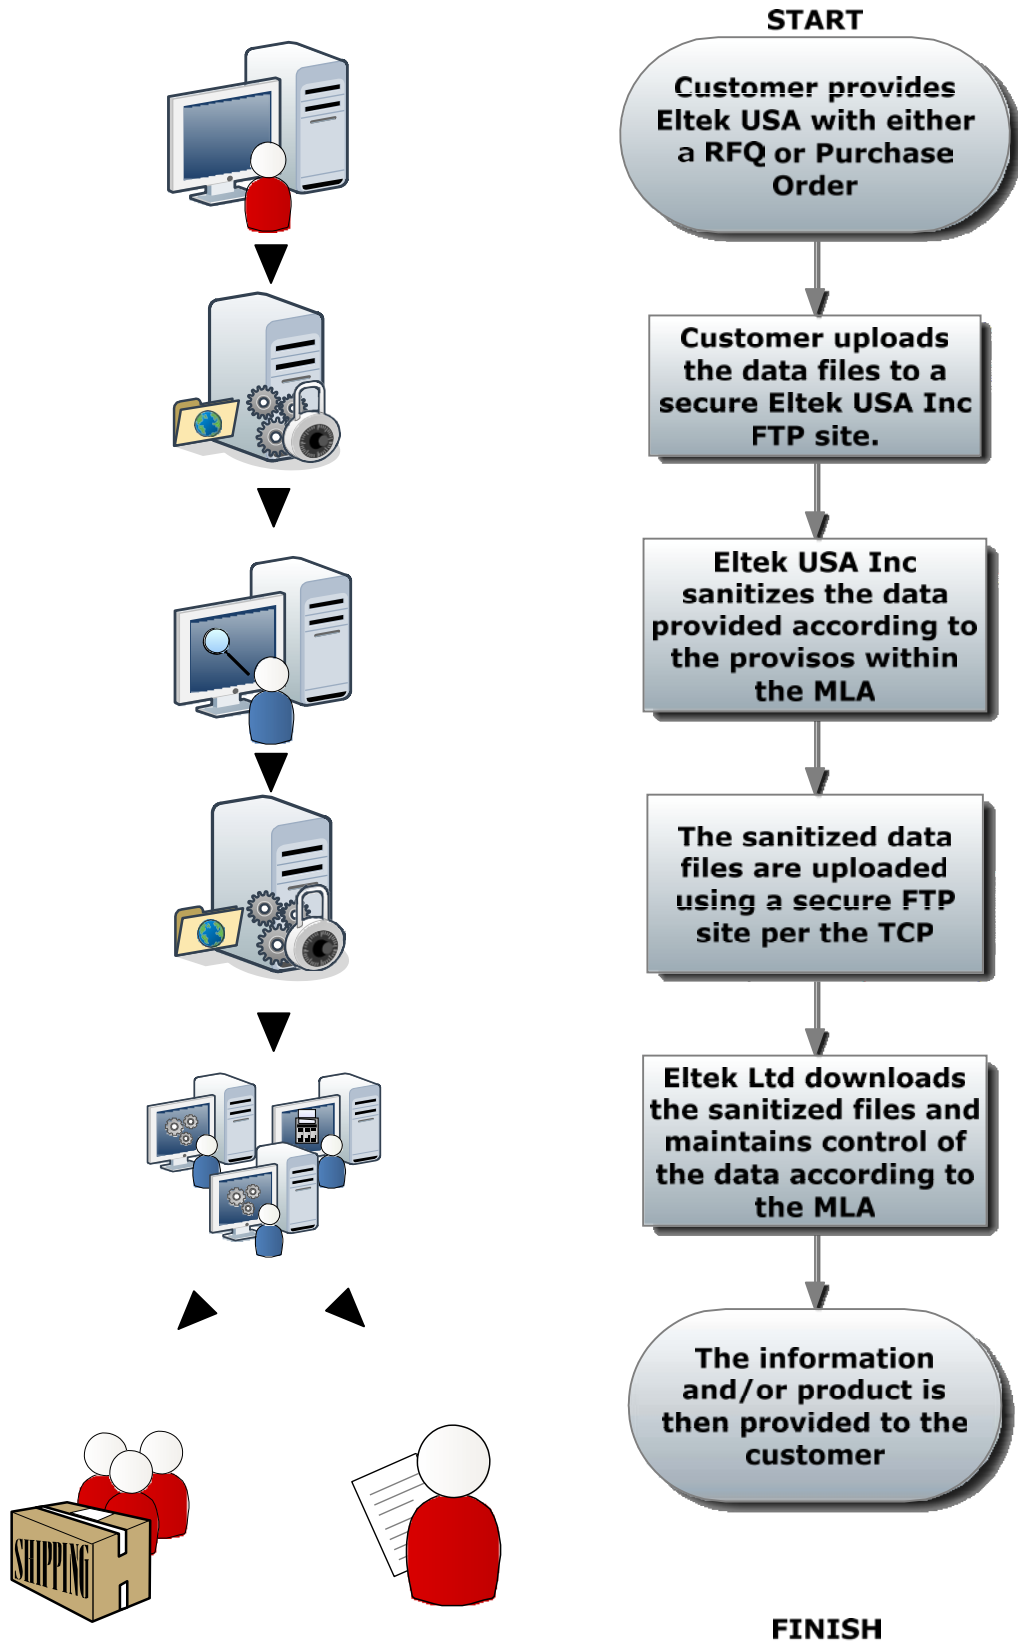 START
Customer provides
Eltek USA with either
a RFQ or Purchase
Order
Customer uploads
the data files to a
secure Eltek USA Inc
FTP site.
Eltek USA Inc
sanitizes the data
provided according to
the provisos within
the MLA
The sanitized data
files are uploaded
using a secure FTP
site per the TCP
Eltek Ltd downloads
the sanitized files and
maintains control of
the data according to
the MLA
The information
and/or product is
then provided to the
customer
SHIPPING
FINISH